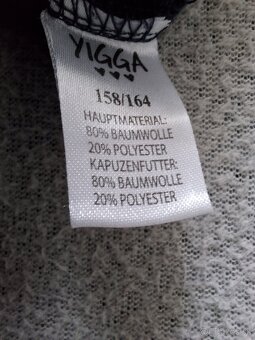 YIGGA
158/164
HAUPTMATERIAL:
80% BAUMWOLLE
20% POLYESTER
KAPUZENFUTTER:
80% BAUMWOLLE
20% POLYESTER